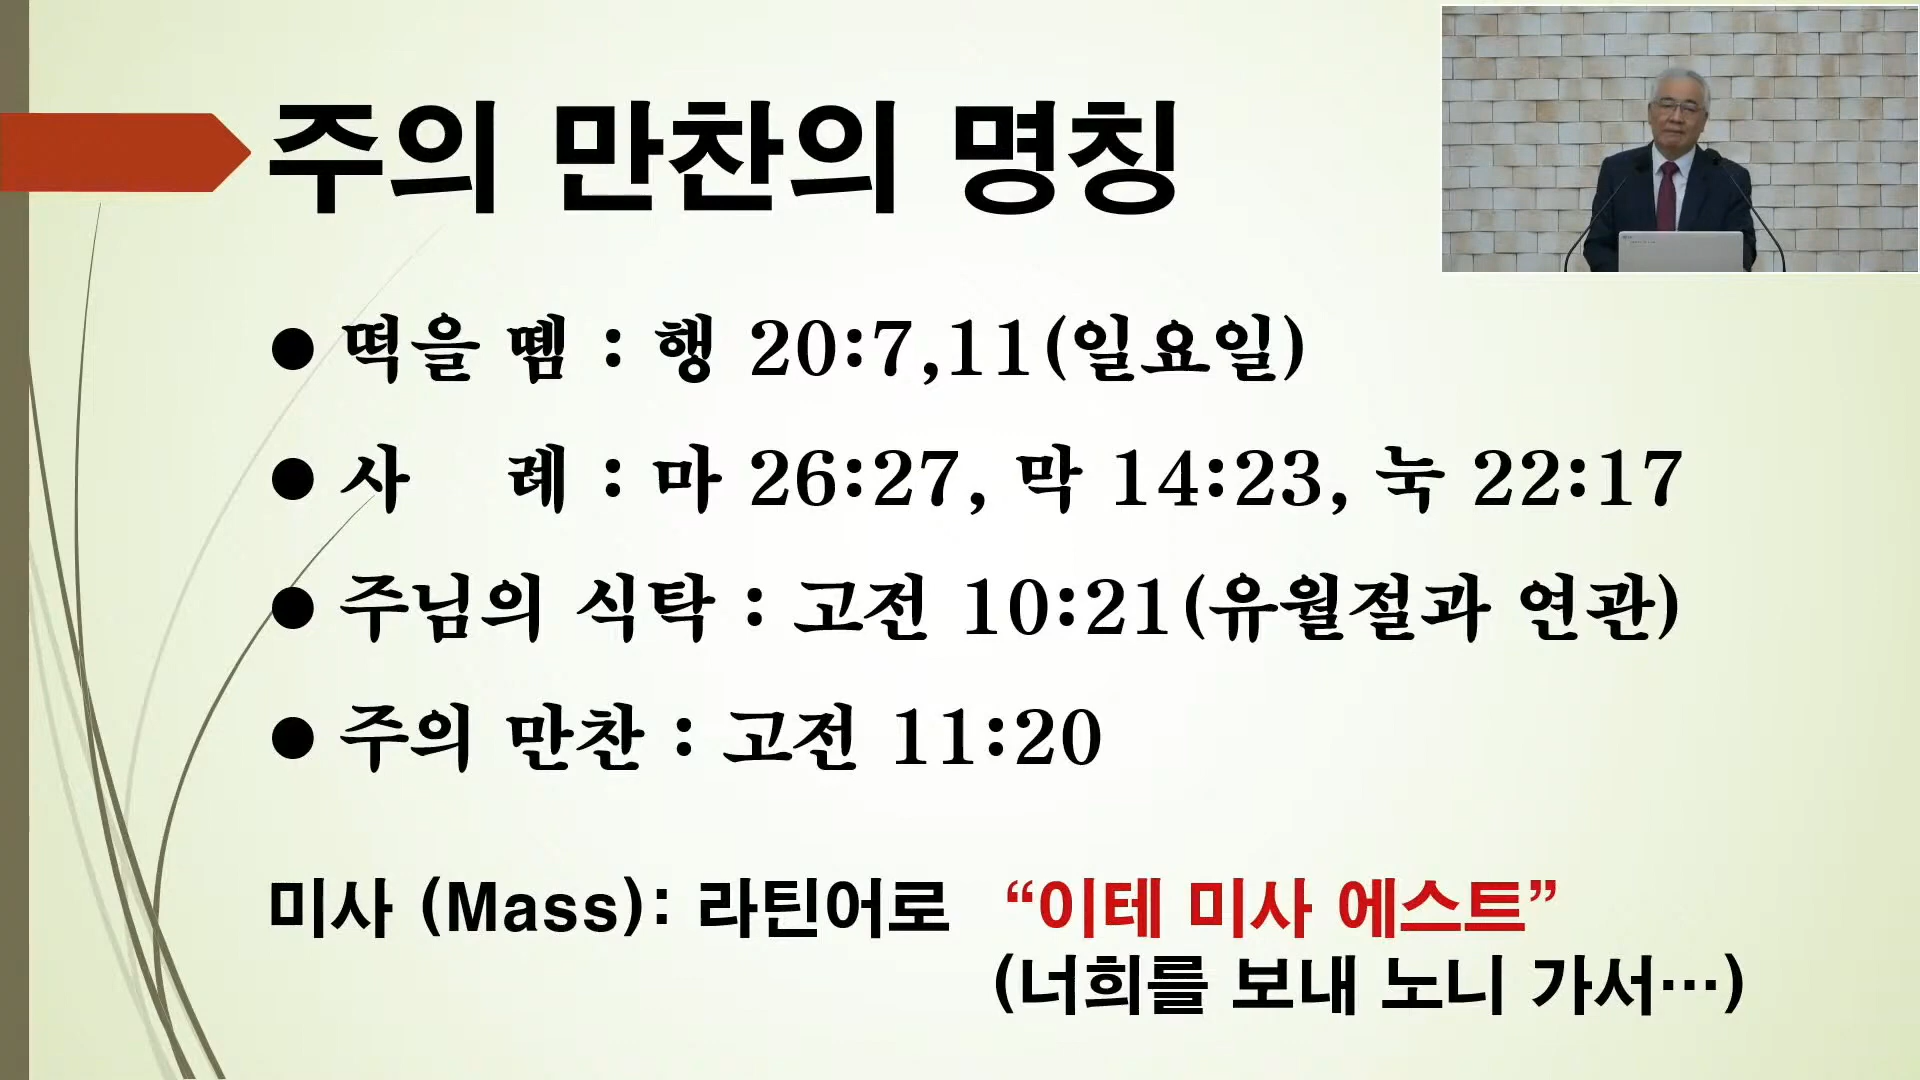 주의 만찬의 명칭
● 떡을 뗌 : 행 20:7,11(일요일)
● 사 례 : 마 26:27, 막 14:23, 눅 22:17
● 주님의 식탁 : 고전 10:21(유월절과 연관)
● 주의 만찬 : 고전 11:20
미사 (Mass): 라틴어로 “이테 미사 에스트”
(너희를 보내 노니 가서…)